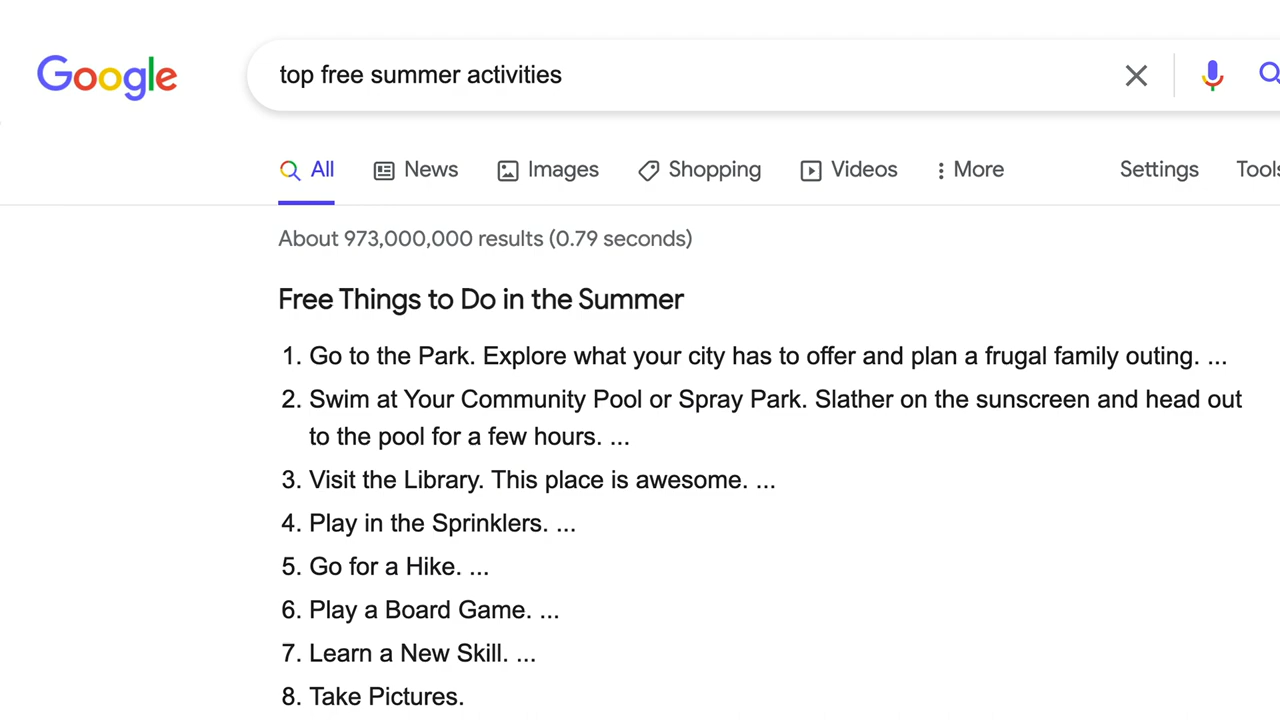 Google
top free summer activities
All News Images Shopping Videos More Settings Tools
About 973,000,000 results (0.79 seconds)
Free Things to Do in the Summer
1. Go to the Park. Explore what your city has to offer and plan a frugal family outing. ...
2. Swim at Your Community Pool or Spray Park. Slather on the sunscreen and head out
to the pool for a few hours. ...
3. Visit the Library. This place is awesome. ...
4. Play in the Sprinklers. ...
5. Go for a Hike. ...
6. Play a Board Game. ...
7. Learn a New Skill. ...
8. Take Pictures.